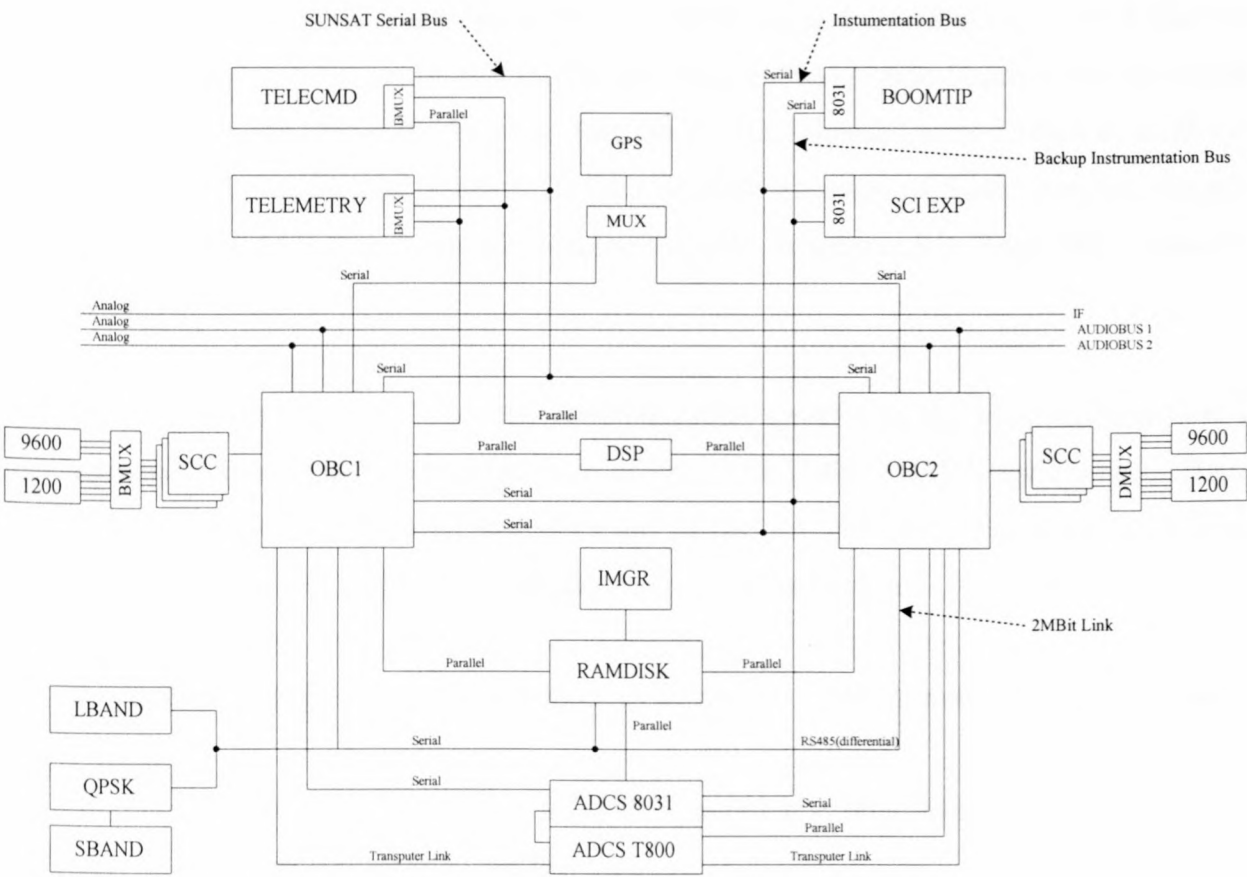 SUNSAT Serial Bus
Instumentation Bus
Serial
TELECMD
BMUX
8031
BOOMTIP
Parallel
Serial
GPS
Backup Instrumentation Bus
TELEMETRY
BMUX
8031
SCI EXP
MUX
Serial
Serial
Analog
IF
Analog
AUDIOBUS 1
Analog
AUDIOBUS 2
Serial
Serial
Parallel
9600
BMUX
SCC
OBC1
Parallel
DSP
Parallel
OBC2
SCC
DMUX
9600
1200
1200
Serial
Serial
IMGR
2MBit Link
Parallel
RAMDISK
Parallel
LBAND
Parallel
Serial
RS485(differential)
QPSK
Serial
ADCS 8031
Serial
Parallel
SBAND
ADCS T800
Transputer Link
Transputer Link